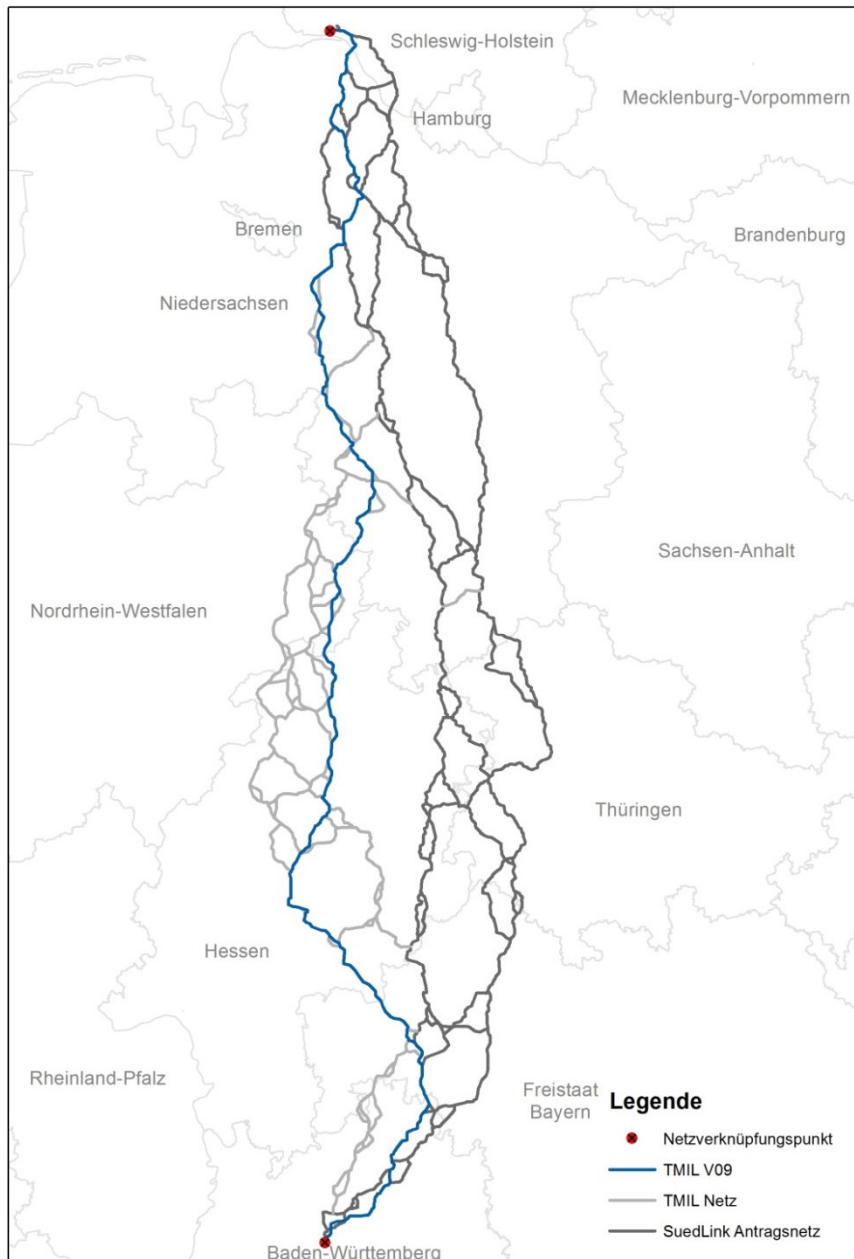 Schleswig-Holstein
Mecklenburg-Vorpommern
Hamburg
Bremen
Brandenburg
Niedersachsen
Sachsen-Anhalt
Nordrhein-Westfalen
Thüringen
Hessen
Rheinland-Pfalz
Freistaat
Bayern
Legende
Netzverknüpfungspunkt
TMIL V09
TMIL Netz
SuedLink Antragsnetz
Baden-Württemberg